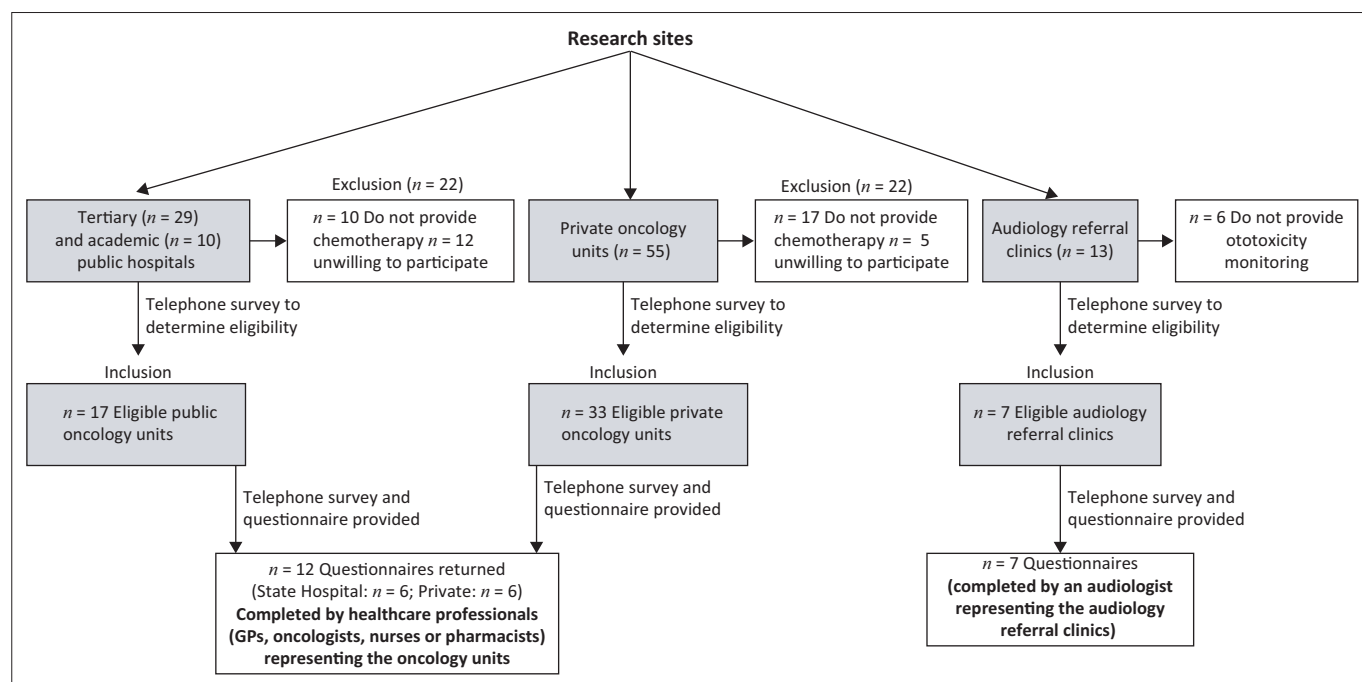 Research sites
Exclusion (n = 22)
Tertiary (n = 29)
and academic (n = 10)
public hospitals
n = 10 Do not provide
chemotherapy n = 12
unwilling to participate
Exclusion (n = 22)
Private oncology
units (n = 55)
n = 17 Do not provide
chemotherapy n = 5
unwilling to participate
Audiology referral
clinics (n = 13)
n = 6 Do not provide
ototoxicity
monitoring
Telephone survey to
determine eligibility
Telephone survey to
determine eligibility
Telephone survey to
determine eligibility
Inclusion
n = 17 Eligible public
oncology units
Inclusion
n = 33 Eligible private
oncology units
Inclusion
n = 7 Eligible audiology
referral clinics
Telephone survey and
questionnaire provided
Telephone survey and
questionnaire provided
Telephone survey and
questionnaire provided
n = 12 Questionnaires returned
(State Hospital: n = 6; Private: n = 6)
Completed by healthcare professionals
(GPs, oncologists, nurses or pharmacists)
representing the oncology units
n = 7 Questionnaires
(completed by an audiologist
representing the audiology
referral clinics)